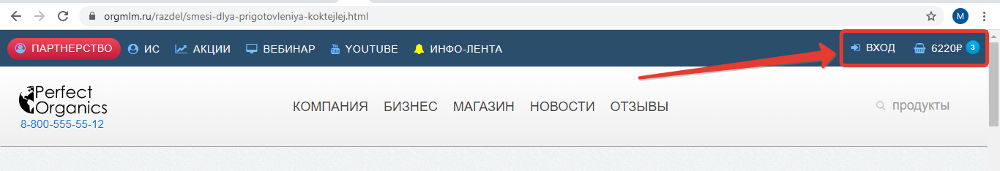 orgmlm.ru/razdel/smesi-dlya-prigotovleniya-koktejlej.html
M
ПАРТНЕРСТВО ИС АКЦИИ ВЕБИНАР YOUTUBE ИНФО-ЛЕНТА ВХОД 6220₽ 3
Perfect
Organics
8-800-555-55-12
КОМПАНИЯ БИЗНЕС МАГАЗИН НОВОСТИ ОТЗЫВЫ продукты